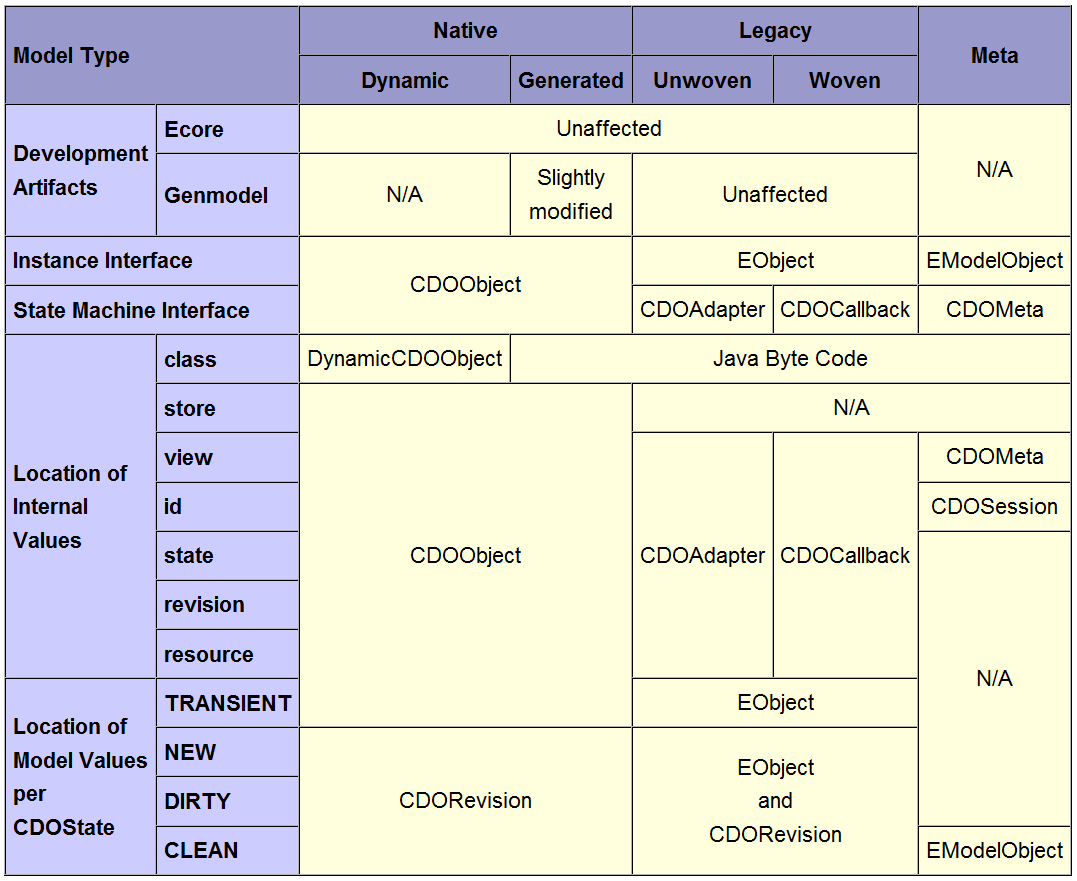 Model Type
Native
Legacy
Meta
Dynamic
Generated
Unwoven
Woven
Development
Artifacts
Ecore
Unaffected
N/A
Genmodel
N/A
Slightly
modified
Unaffected
Instance Interface
CDOObject
EObject
EModelObject
State Machine Interface
CDOAdapter
CDOCallback
CDOMeta
Location of
Internal
Values
class
DynamicCDOObject
Java Byte Code
store
CDOObject
N/A
view
CDOAdapter
CDOCallback
CDOMeta
id
CDOSession
state
N/A
revision
resource
Location of
Model Values
per
CDOState
TRANSIENT
EObject
NEW
CDORevision
EObject
and
CDORevision
DIRTY
CLEAN
EModelObject